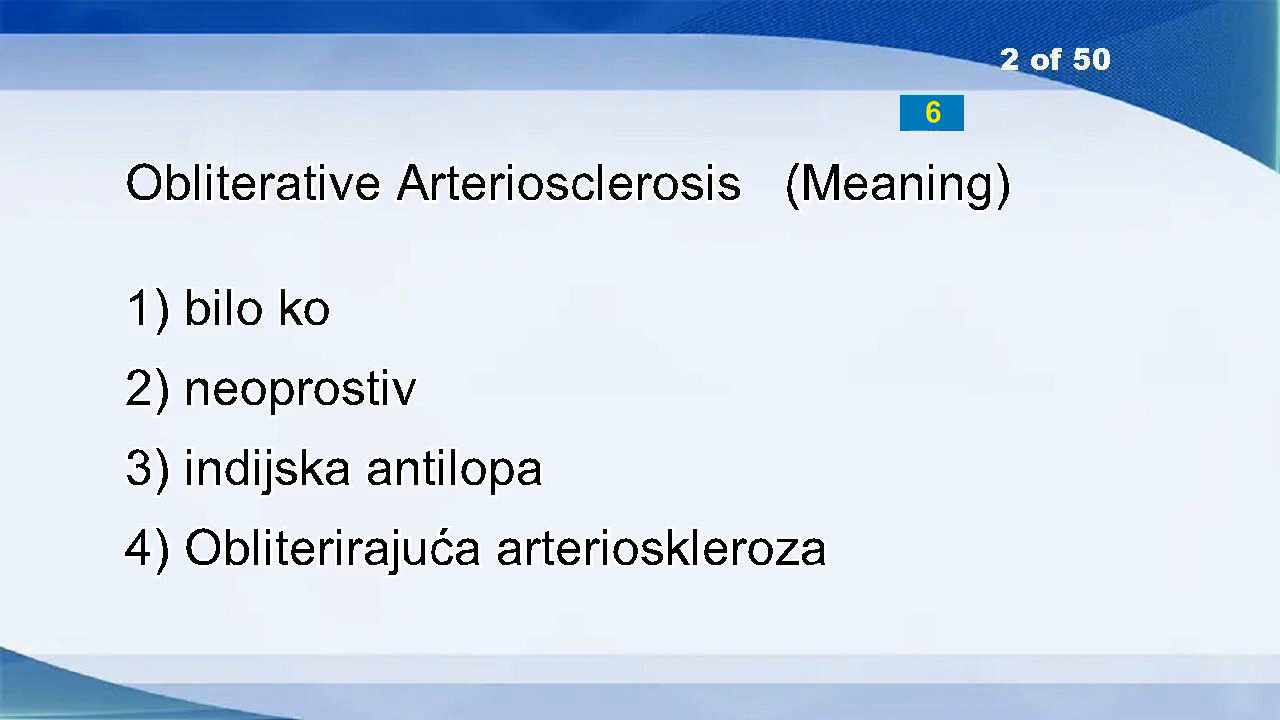 2 of 50
6
Obliterative Arteriosclerosis (Meaning)
1) bilo ko
2) neoprostiv
3) indijska antilopa
4) Obliterirajuća arterioskleroza